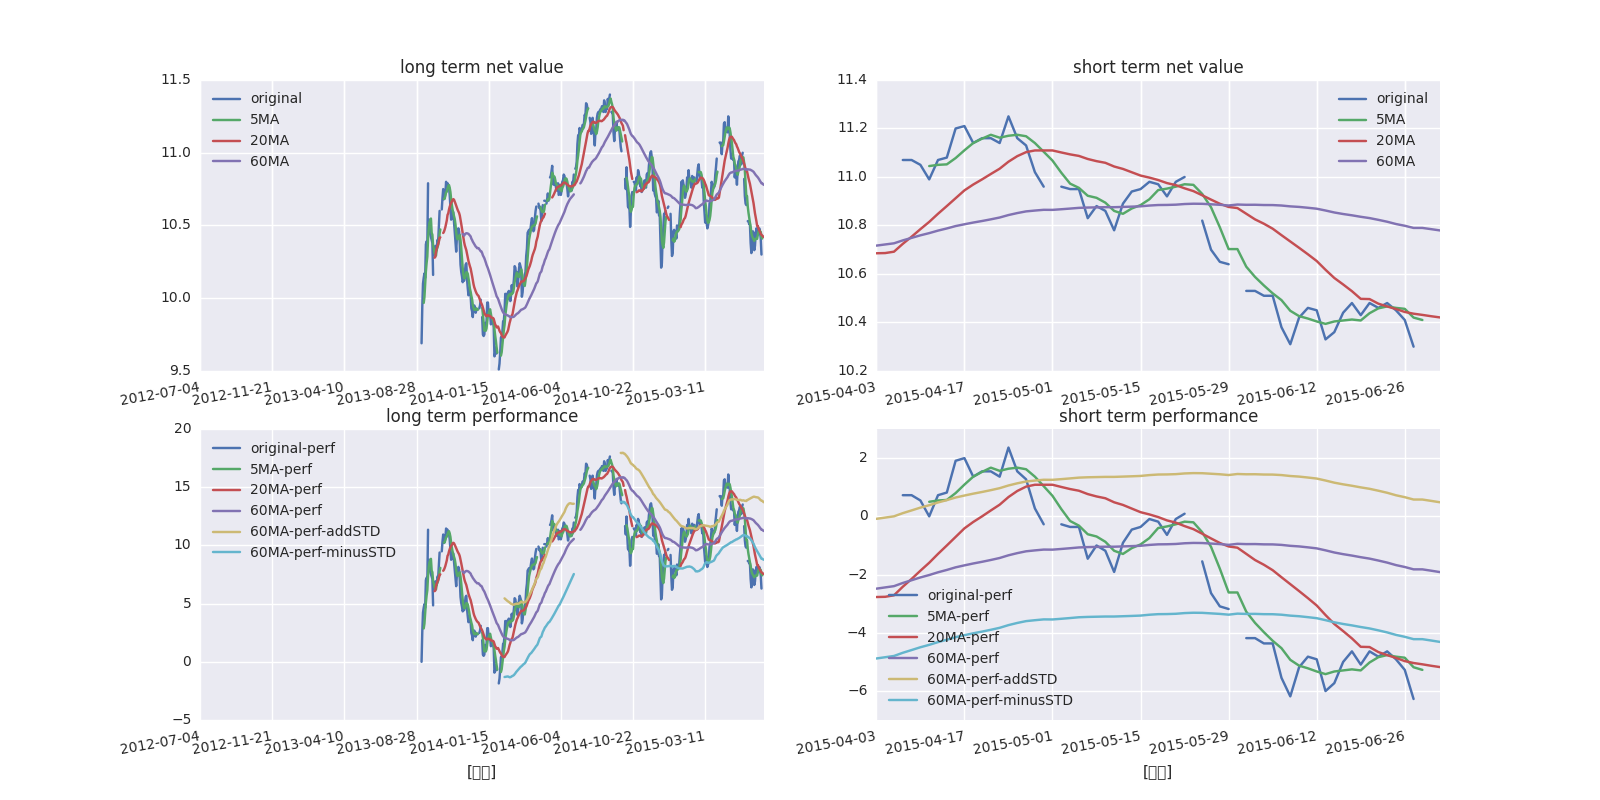 long term net value
11.5
11.0
10.5
10.0
9.5
original
5MA
20MA
60MA
2012-07-04
2012-11-21
2013-04-10
2013-08-28
2014-01-15
2014-06-04
2014-10-22
2015-03-11
short term net value
11.4
11.2
11.0
10.8
10.6
10.4
10.2
original
5MA
20MA
60MA
2015-04-03
2015-04-17
2015-05-01
2015-05-15
2015-05-29
2015-06-12
2015-06-26
long term performance
20
15
10
5
0
−5
original-perf
5MA-perf
20MA-perf
60MA-perf
60MA-perf-addSTD
60MA-perf-minusSTD
2012-07-04
2012-11-21
2013-04-10
2013-08-28
2014-01-15
2014-06-04
2014-10-22
2015-03-11
short term performance
2
0
−2
−4
−6
original-perf
5MA-perf
20MA-perf
60MA-perf
60MA-perf-addSTD
60MA-perf-minusSTD
2015-04-03
2015-04-17
2015-05-01
2015-05-15
2015-05-29
2015-06-12
2015-06-26